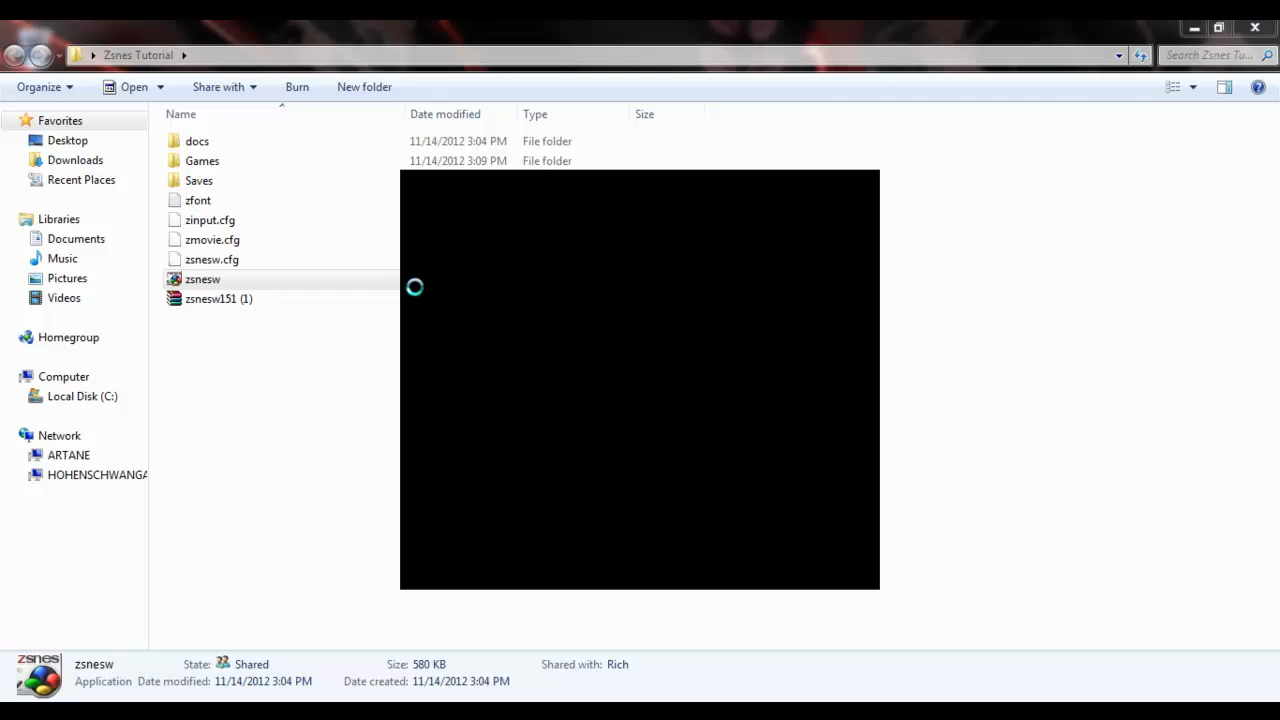 Zsnes Tutorial
Search Zsnes Tu...
Organize Open Share with Burn New folder
Name Date modified Type Size
Favorites
Desktop
Downloads
Recent Places
Libraries
Documents
Music
Pictures
Videos
Homegroup
Computer
Local Disk (C:)
Network
ARTANE
HOHENSCHWANGA
docs 11/14/2012 3:04 PM File folder
Games 11/14/2012 3:09 PM File folder
Saves
zfont
zinput.cfg
zmovie.cfg
zsnesw.cfg
zsnesw
zsnesw151 (1)
zsnes
zsnesw State: Shared Size: 580 KB Shared with: Rich
Application Date modified: 11/14/2012 3:04 PM Date created: 11/14/2012 3:04 PM